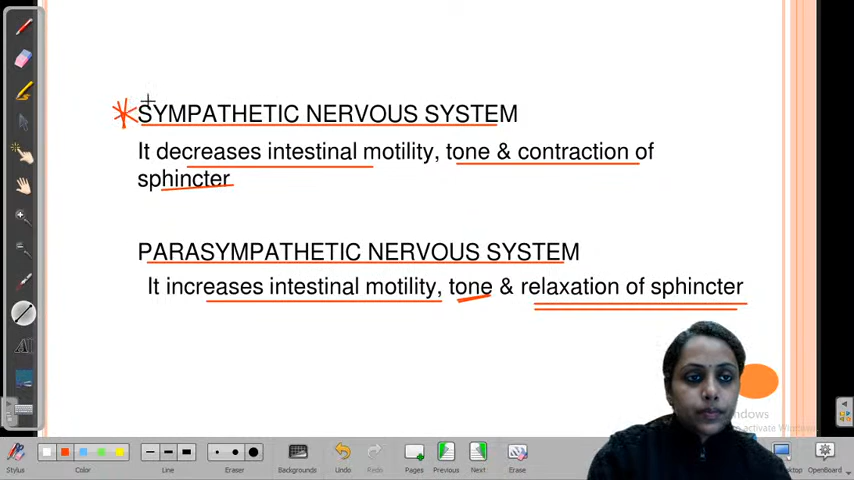 SYMPATHETIC NERVOUS SYSTEM
It decreases intestinal motility, tone & contraction of
sphincter
PARASYMPATHETIC NERVOUS SYSTEM
It increases intestinal motility, tone & relaxation of sphincter
Stylus
Color
Line
Eraser
Backgrounds
Undo
Redo
Pages
Previous
Next
Erase
OpenBoard